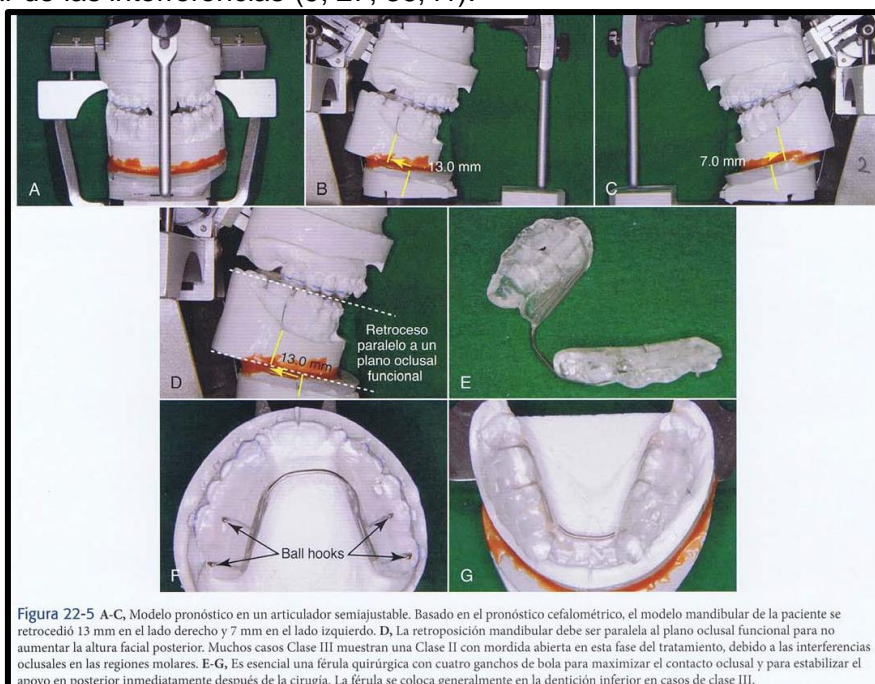 de las interferencias (
A
B
13.0 mm
7.0 mm
C
2
D
13.0 mm
Retroceso
paralelo a un
plano oclusal
funcional
E
F
Ball hooks
G
Figura 22-5 A-C, Modelo pronóstico en un articulador semiajustable. Basado en el pronóstico cefalométrico, el modelo mandibular de la paciente se
retrocedió 13 mm en el lado derecho y 7 mm en el lado izquierdo. D, La retroposición mandibular debe ser paralela al plano oclusal funcional para no
aumentar la altura facial posterior. Muchos casos Clase III muestran una Clase II con mordida abierta en esta fase del tratamiento, debido a las interferencias
oclusales en las regiones molares. E-G, Es esencial una férula quirúrgica con cuatro ganchos de bola para maximizar el contacto oclusal y para estabilizar el
apoyo en posterior inmediatamente después de la cirugía. La férula se coloca generalmente en la dentición inferior en casos de clase III.